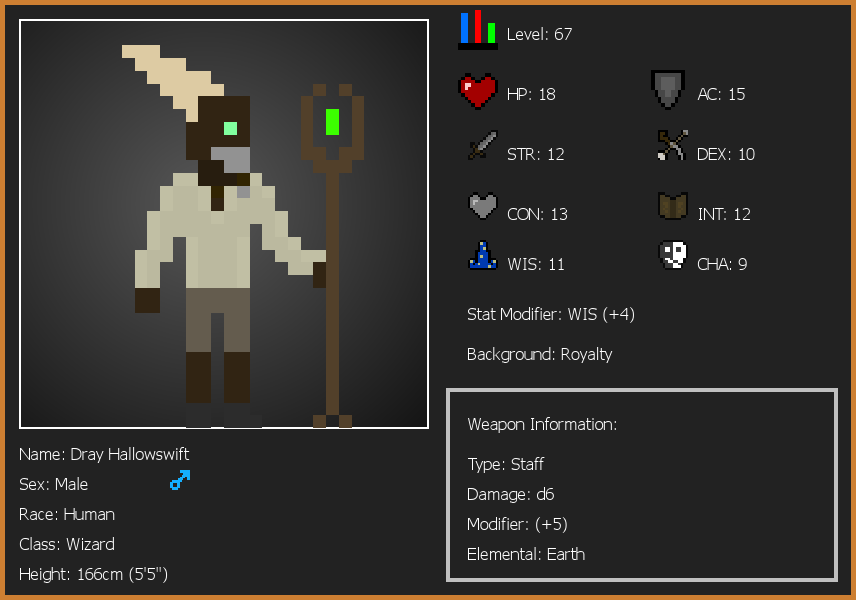 Level: 67
HP: 18
AC: 15
STR: 12
DEX: 10
CON: 13
INT: 12
WIS: 11
CHA: 9
Stat Modifier: WIS (+4)
Background: Royalty
Weapon Information:
Type: Staff
Damage: d6
Modifier: (+5)
Elemental: Earth
Name: Dray Hallowswift
Sex: Male
Race: Human
Class: Wizard
Height: 166cm (5'5")